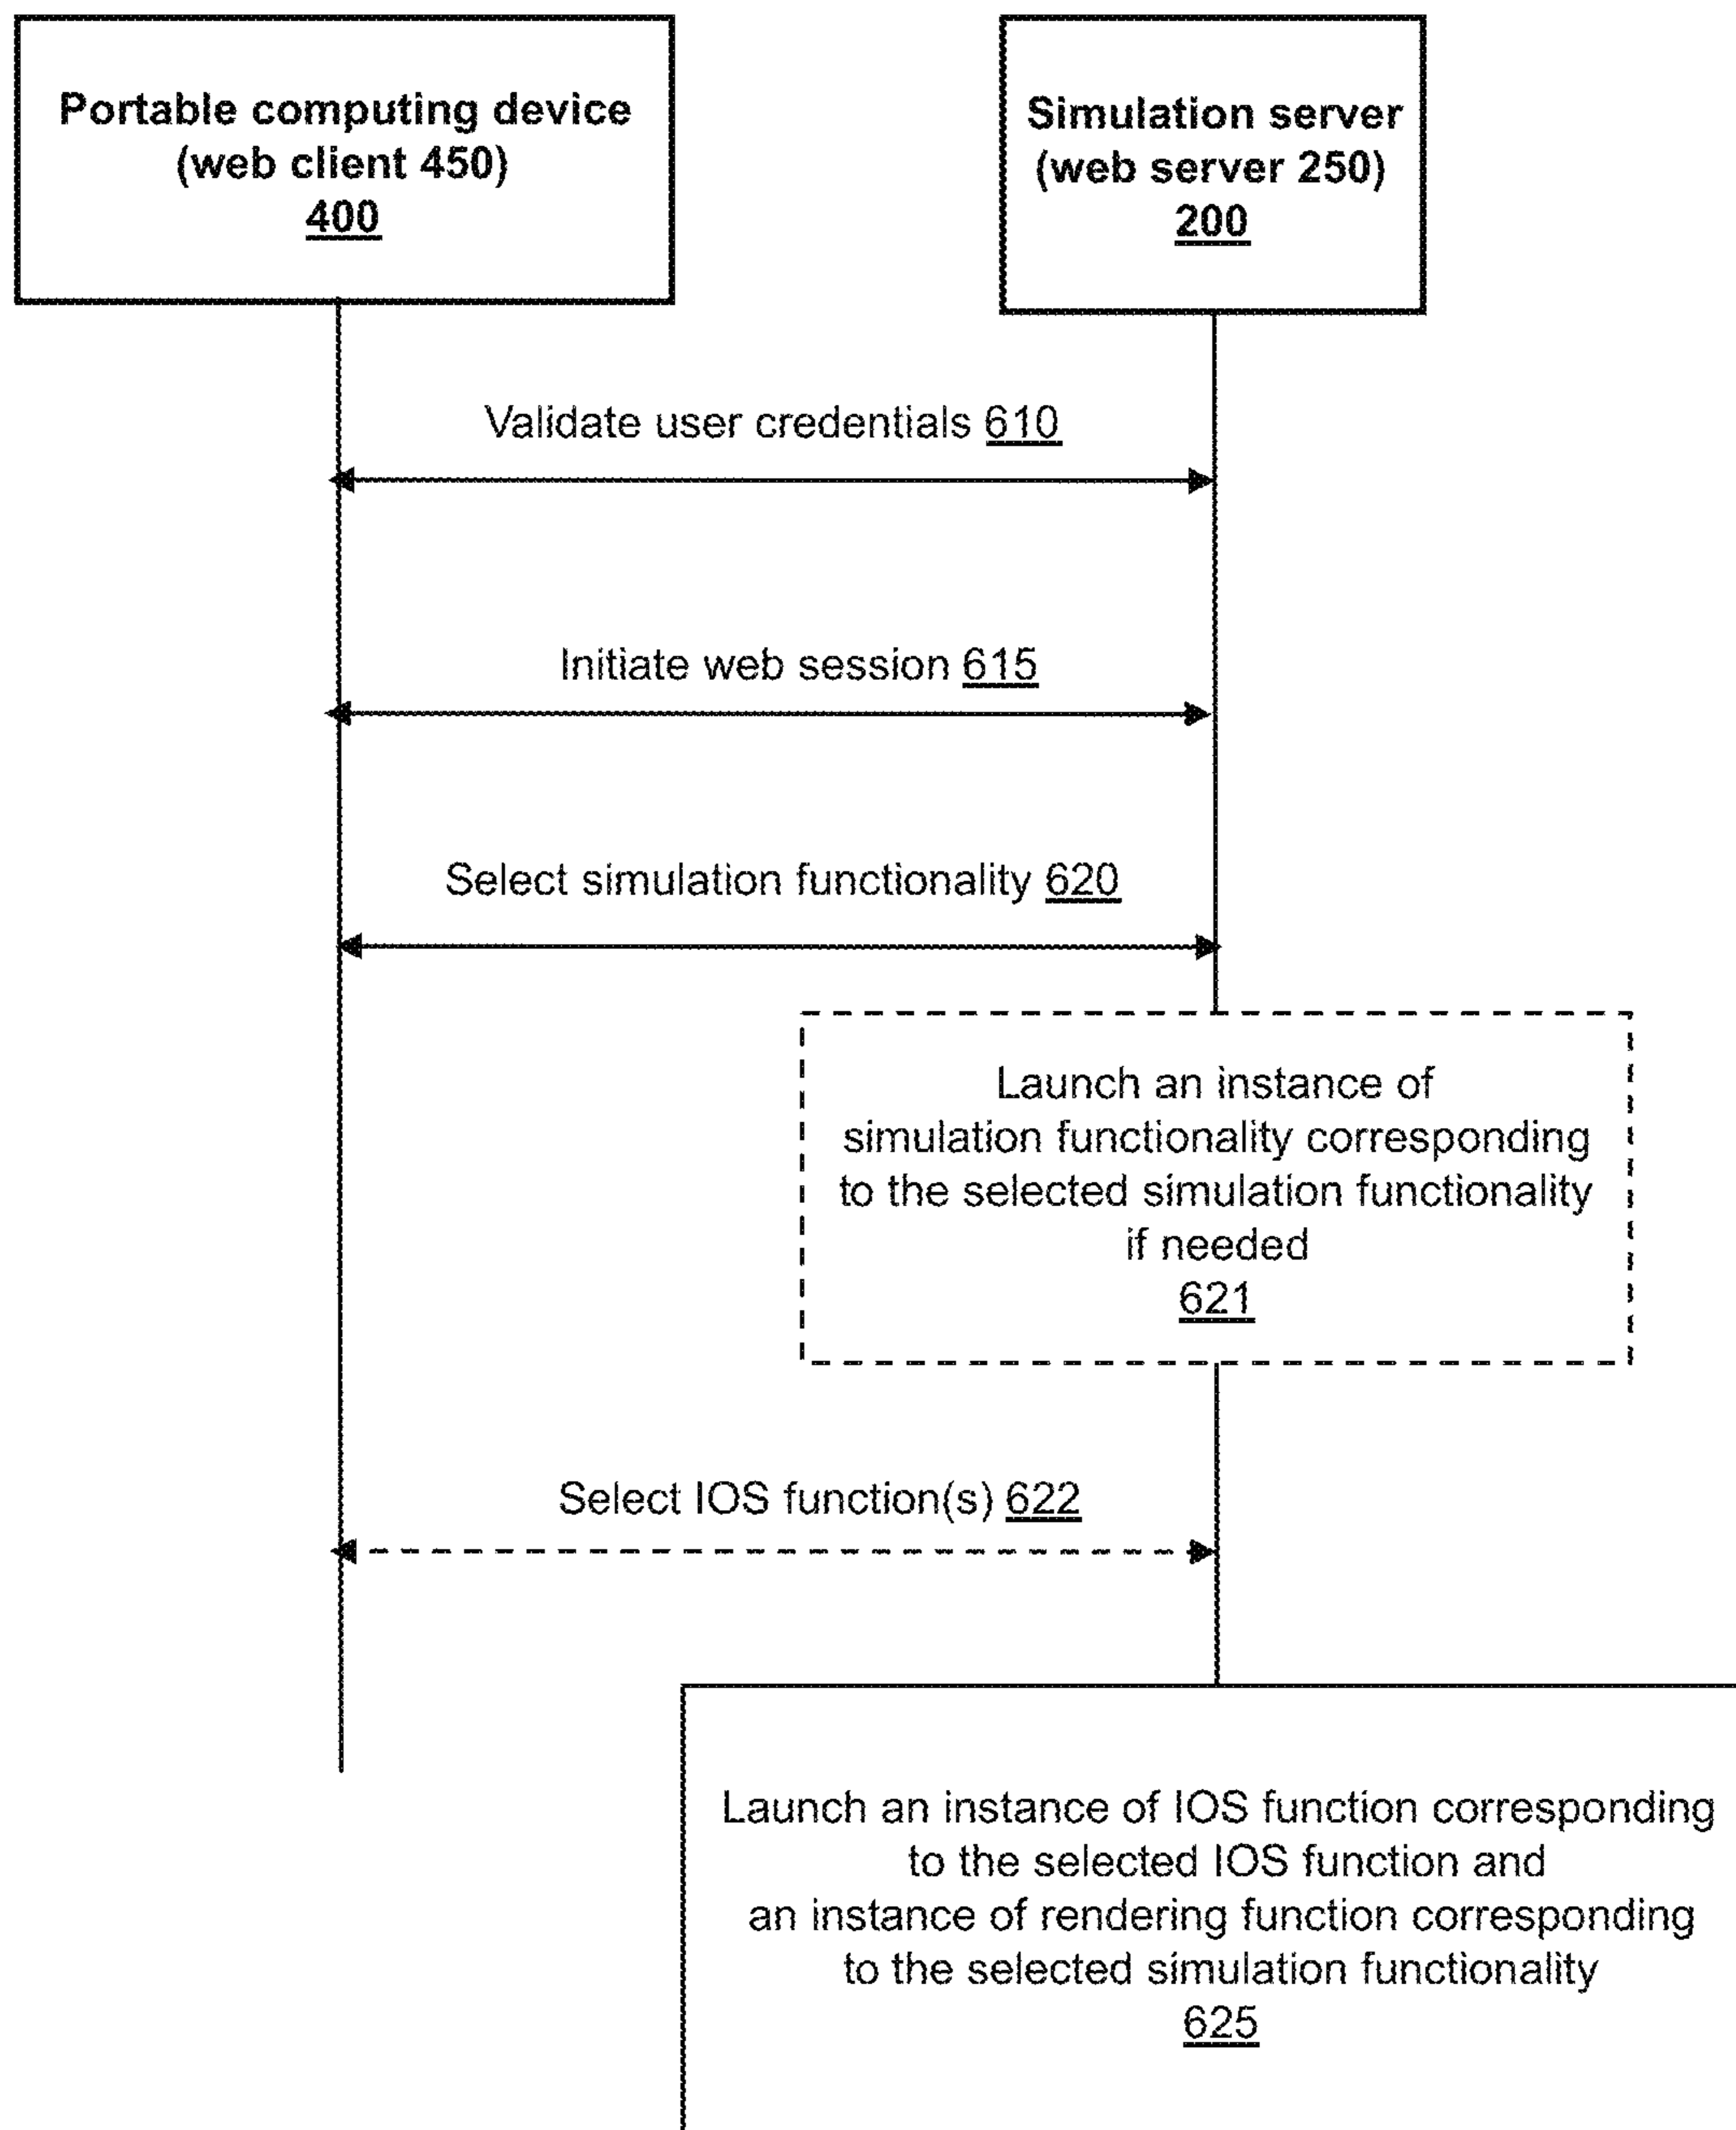 Portable computing device
(web client 450)
400
Simulation server
(web server 250)
200
Validate user credentials 610
Initiate web session 615
Select simulation functionality 620
Launch an instance of
simulation functionality corresponding
to the selected simulation functionality
if needed
621
Select IOS function(s) 622
Launch an instance of IOS function corresponding
to the selected IOS function and
an instance of rendering function corresponding
to the selected simulation functionality
625